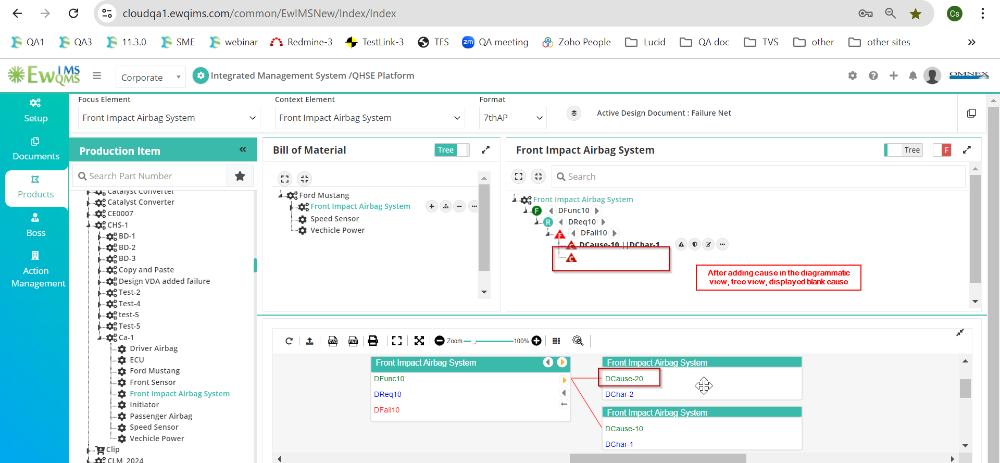 cloudqa1.ewqims.com/common/EwIMSNew/Index/Index
Cs
QA1
QA3
11.3.0
SME
webinar
Redmine-3
TestLink-3
TFS
zm QA meeting
Zoho People
Lucid
QA doc
TVS
other
other sites
»
EwIMS
QMS
Corporate
Integrated Management System /QHSE Platform
OMNEX
Setup
Documents
Products
Boss
Action
Management
Focus Element
Front Impact Airbag System
Context Element
Front Impact Airbag System
Format
7thAP
Active Design Document : Failure Net
Production Item
«
Search Part Number
Catalyst Converter
Catalyst Converter
CE0007
CHS-1
BD-1
BD-2
BD-3
Copy and Paste
Design VDA added failure
Test-2
Test-4
test-5
Test-5
Ca-1
Driver Airbag
ECU
Ford Mustang
Front Sensor
Front Impact Airbag System
Initiator
Passenger Airbag
Speed Sensor
Vechicle Power
Clip
CLM_2024
Bill of Material
Tree
Ford Mustang
Front Impact Airbag System
Speed Sensor
Vechicle Power
Front Impact Airbag System
Tree
F
Search
Front Impact Airbag System
F DFunc10
R DReq10
F DFail10
C DCause-10 ||DChar-1
C
After adding cause in the diagrammatic
view, tree view, displayed blank cause
SVG
PNG
Zoom
100%
Front Impact Airbag System
DFunc10
DReq10
DFail10
Front Impact Airbag System
DCause-20
DChar-2
Front Impact Airbag System
DCause-10
DChar-1